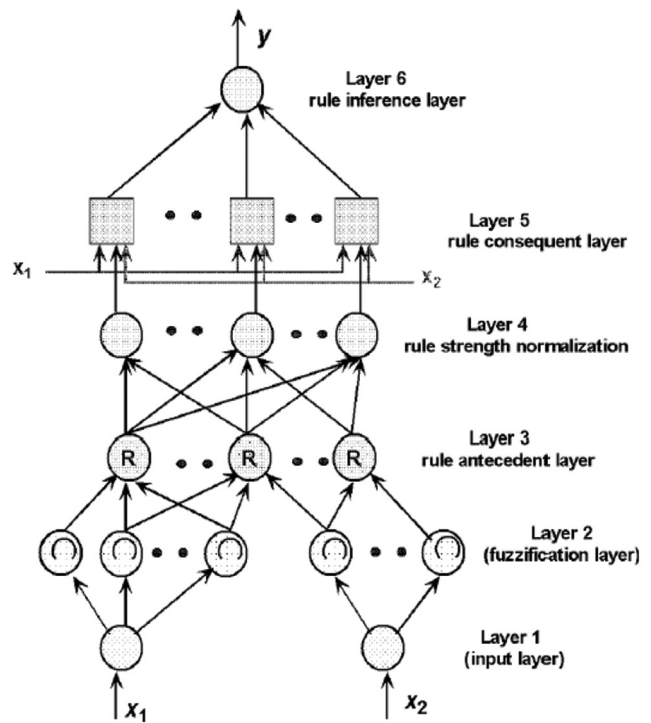 y
Layer 6
rule inference layer
Layer 5
rule consequent layer
x₁
x₂
Layer 4
rule strength normalization
R R R
Layer 3
rule antecedent layer
Layer 2
(fuzzification layer)
Layer 1
(input layer)
x₁ x₂